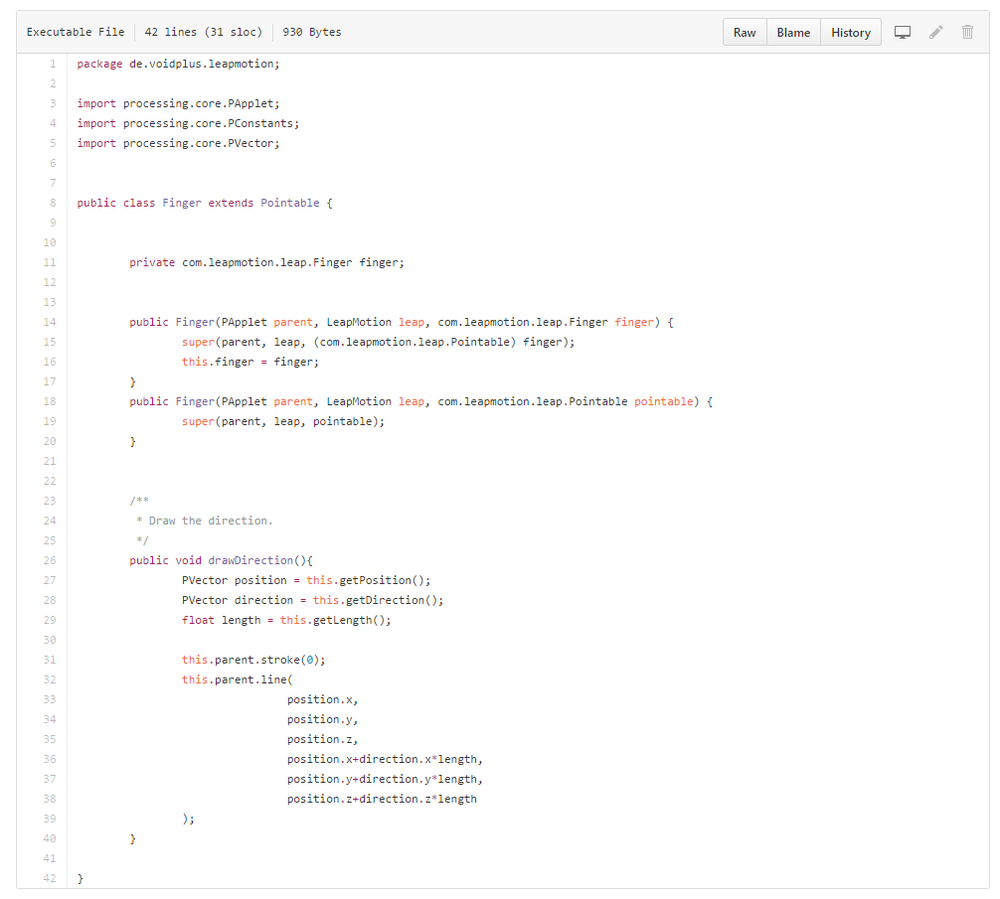 Executable File 42 lines (31 sloc) 930 Bytes Raw Blame History
1 package de.voidplus.leapmotion;
2
3 import processing.core.PApplet;
4 import processing.core.PConstants;
5 import processing.core.PVector;
6
7
8 public class Finger extends Pointable {
9
10
11 private com.leapmotion.leap.Finger finger;
12
13
14 public Finger(PApplet parent, LeapMotion leap, com.leapmotion.leap.Finger finger) {
15 super(parent, leap, (com.leapmotion.leap.Pointable) finger);
16 this.finger = finger;
17 }
18 public Finger(PApplet parent, LeapMotion leap, com.leapmotion.leap.Pointable pointable) {
19 super(parent, leap, pointable);
20 }
21
22
23 /**
24 * Draw the direction.
25 */
26 public void drawDirection(){
27 PVector position = this.getPosition();
28 PVector direction = this.getDirection();
29 float length = this.getLength();
30
31 this.parent.stroke(0);
32 this.parent.line(
33 position.x,
34 position.y,
35 position.z,
36 position.x+direction.x*length,
37 position.y+direction.y*length,
38 position.z+direction.z*length
39 );
40 }
41
42 }